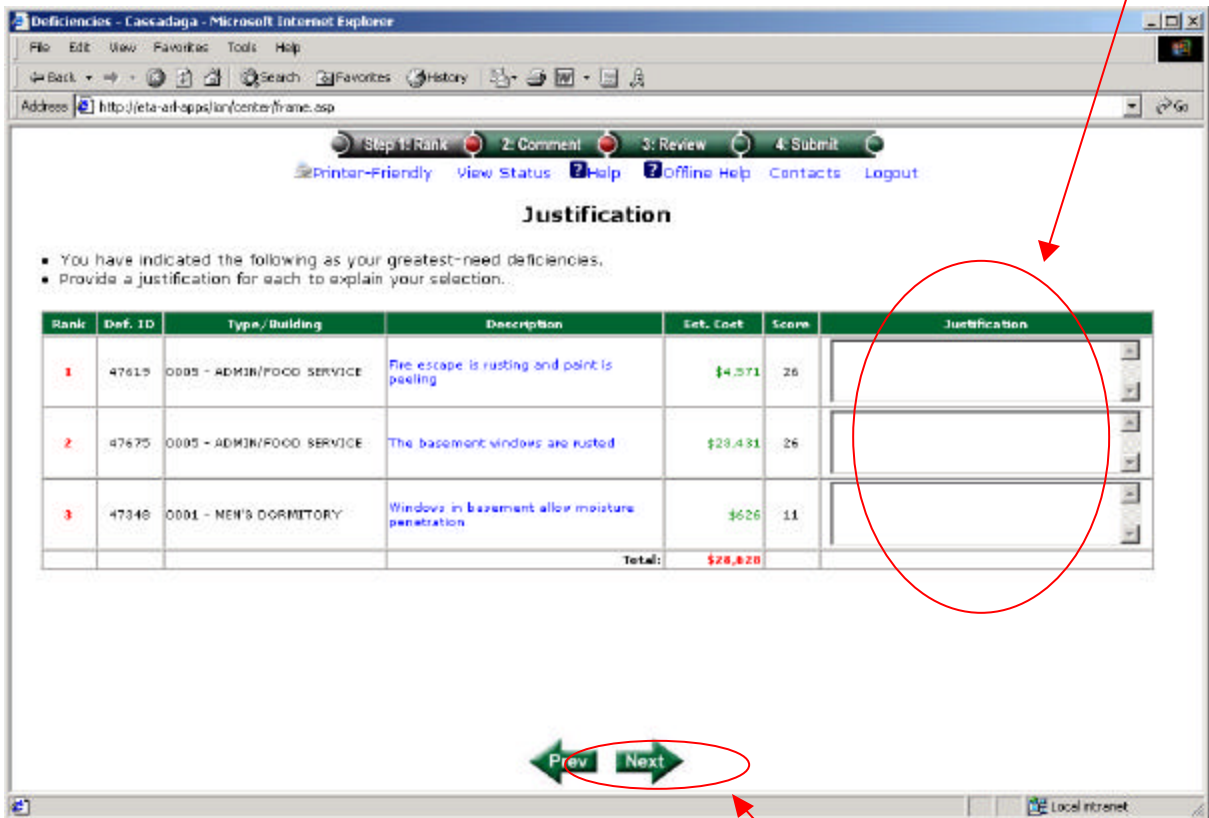 Deficiencies - Cassadaga - Microsoft Internet Explorer
File Edit View Favorites Tools Help
Back Search Favorites History
Address http://eta-arl-apps/ion/center/frame.asp Go
Step 1: Rank 2: Comment 3: Review 4: Submit
Printer-Friendly View Status Help Offline Help Contacts Logout
Justification
• You have indicated the following as your greatest-need deficiencies.
• Provide a justification for each to explain your selection.
Rank Def. ID Type/Building Description Est. Cost Score Justification
1 47619 0005 - ADMIN/FOOD SERVICE Fire escape is rusting and paint is peeling $4,571 26
2 47675 0005 - ADMIN/FOOD SERVICE The basement windows are rusted 26
3 47348 0001 - MEN'S DORMITORY Windows in basement allow moisture penetration $626 11
Total:
Prev Next
Local intranet